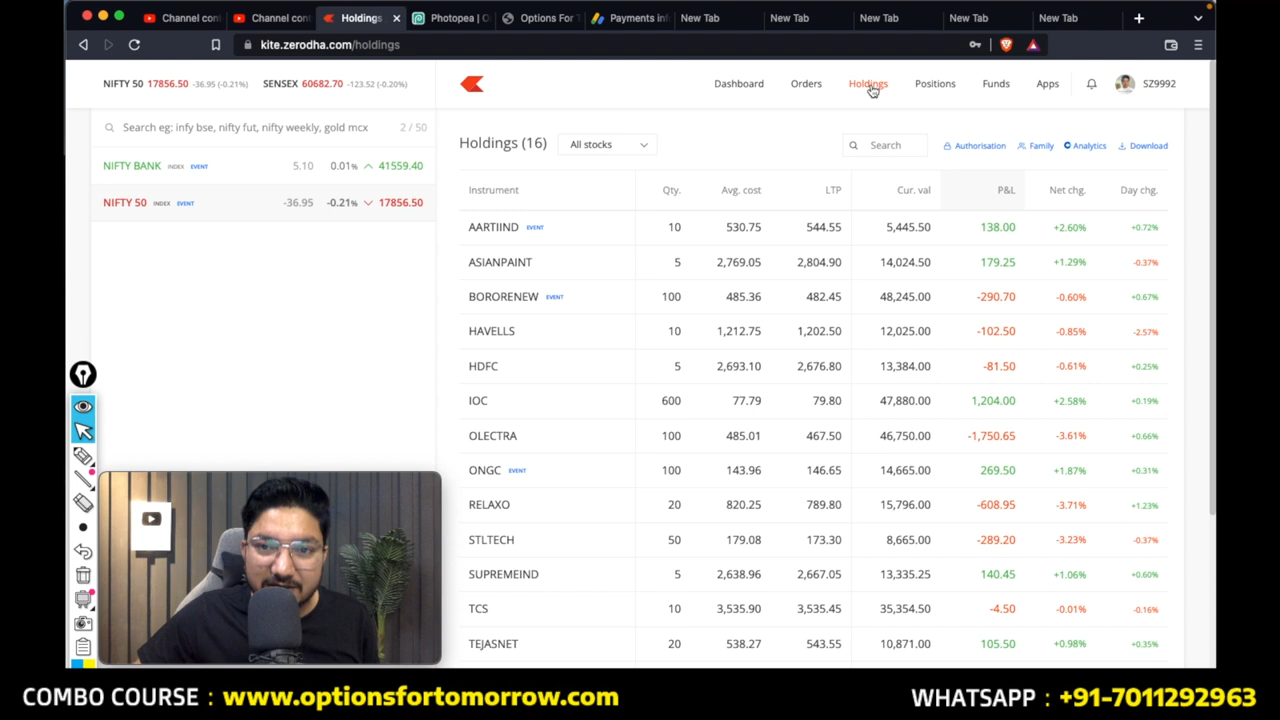 Channel con
Channel con
Holdings
Photopea | O
Options For T
Payments inf
New Tab
New Tab
New Tab
New Tab
New Tab
kite.zerodha.com/holdings
NIFTY 50 17856.50 -36.95 (-0.21%) SENSEX 60682.70 -123.52 (-0.20%)
Dashboard Orders Holdings Positions Funds Apps SZ9992
Search eg: infy bse, nifty fut, nifty weekly, gold mcx 2 / 50
NIFTY BANK INDEX EVENT 5.10 0.01% 41559.40
NIFTY 50 INDEX EVENT -36.95 -0.21% 17856.50
Holdings (16) All stocks Search Authorisation Family Analytics Download
Instrument Qty. Avg. cost LTP Cur. val P&L Net chg. Day chg.
AARTIIND EVENT 10 530.75 544.55 5,445.50 138.00 +2.60% +0.72%
ASIANPAINT 5 2,769.05 2,804.90 14,024.50 179.25 +1.29% -0.37%
BORORENEW EVENT 100 485.36 482.45 48,245.00 -290.70 -0.60% +0.67%
HAVELLS 10 1,212.75 1,202.50 12,025.00 -102.50 -0.85% -2.57%
HDFC 5 2,693.10 2,676.80 13,384.00 -81.50 -0.61% +0.25%
IOC 600 77.79 79.80 47,880.00 1,204.00 +2.58% +0.19%
OLECTRA 100 485.01 467.50 46,750.00 -1,750.65 -3.61% +0.66%
ONGC EVENT 100 143.96 146.65 14,665.00 269.50 +1.87% +0.31%
RELAXO 20 820.25 789.80 15,796.00 -608.95 -3.71% +1.23%
STLTECH 50 179.08 173.30 8,665.00 -289.20 -3.23% -0.37%
SUPREMEIND 5 2,638.96 2,667.05 13,335.25 140.45 +1.06% +0.60%
TCS 10 3,535.90 3,535.45 35,354.50 -4.50 -0.01% -0.16%
TEJASNET 20 538.27 543.55 10,871.00 105.50 +0.98% +0.35%
COMBO COURSE : www.optionsfortomorrow.com WHATSAPP : +91-7011292963